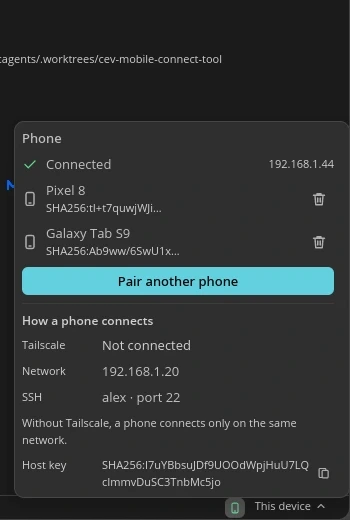 agents/.worktrees/cev-mobile-connect-tool
Phone
Connected 192.168.1.44
Pixel 8
SHA256:tl+t7quwjWJi...
Galaxy Tab S9
SHA256:Ab9ww/6SwU1x...
Pair another phone
How a phone connects
Tailscale Not connected
Network 192.168.1.20
SSH alex · port 22
Without Tailscale, a phone connects only on the same
network.
Host key SHA256:I7uYBbsuJDf9UOOdWpjHuU7LQ
cImmvDuSC3TnbMc5jo
This device